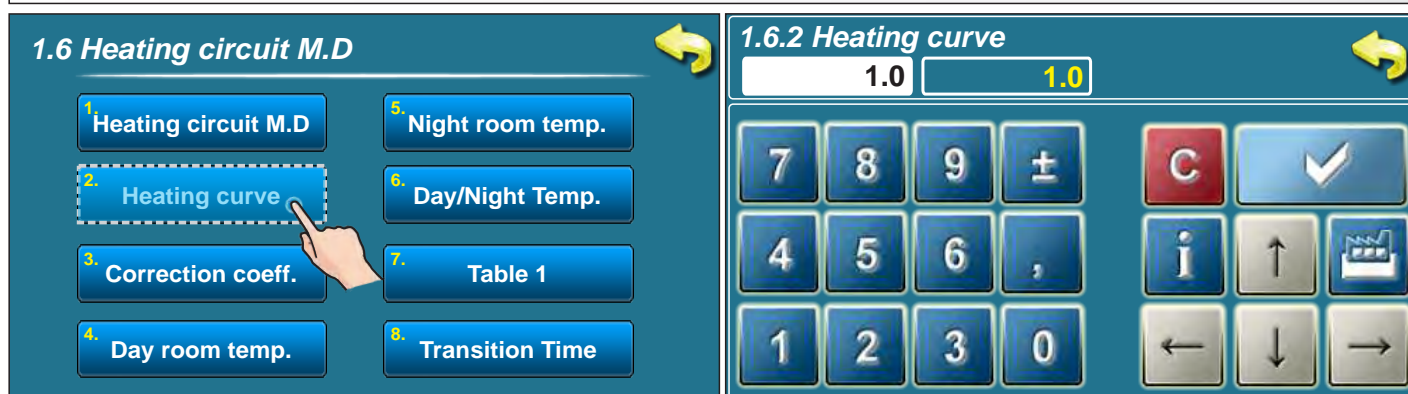 1.6 Heating circuit M.D
1. Heating circuit M.D
2. Heating curve
3. Correction coeff.
4. Day room temp.
5. Night room temp.
6. Day/Night Temp.
7. Table 1
8. Transition Time
1.6.2 Heating curve
1.0 1.0
7 8 9 ± C
4 5 6 , i ↑
1 2 3 0 ← ↓ →